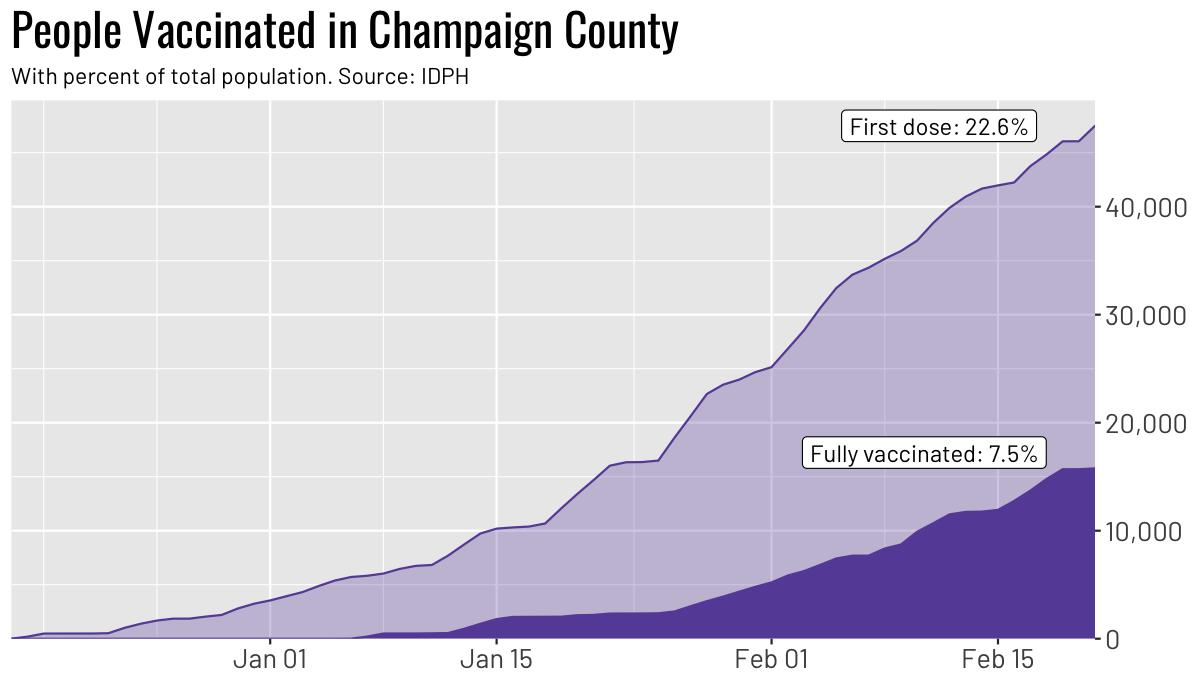 People Vaccinated in Champaign County
With percent of total population. Source: IDPH
First dose: 22.6%
40,000
30,000
20,000
Fully vaccinated: 7.5%
10,000
0
Jan 01
Jan 15
Feb 01
Feb 15